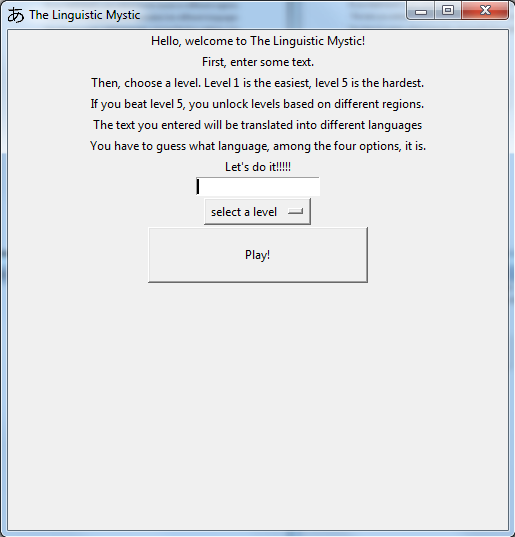 あ The Linguistic Mystic
Hello, welcome to The Linguistic Mystic!
First, enter some text.
Then, choose a level. Level 1 is the easiest, level 5 is the hardest.
If you beat level 5, you unlock levels based on different regions.
The text you entered will be translated into different languages
You have to guess what language, among the four options, it is.
Let's do it!!!!!
select a level
Play!